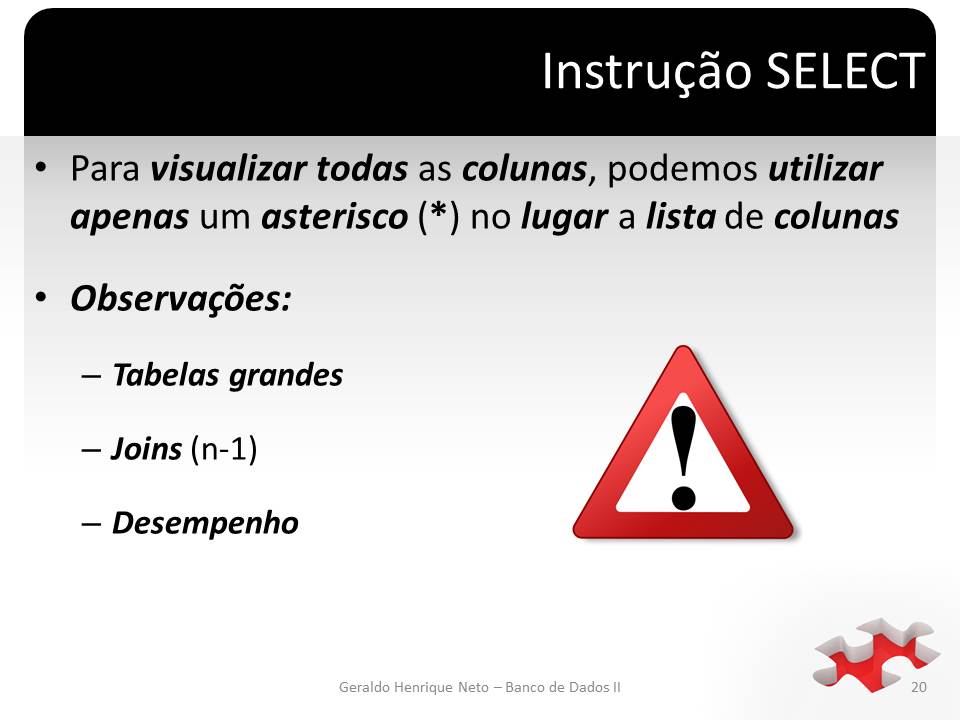 Instrução SELECT
• Para visualizar todas as colunas, podemos utilizar
apenas um asterisco (*) no lugar a lista de colunas
• Observações:
– Tabelas grandes
– Joins (n-1)
– Desempenho
Geraldo Henrique Neto – Banco de Dados II
20